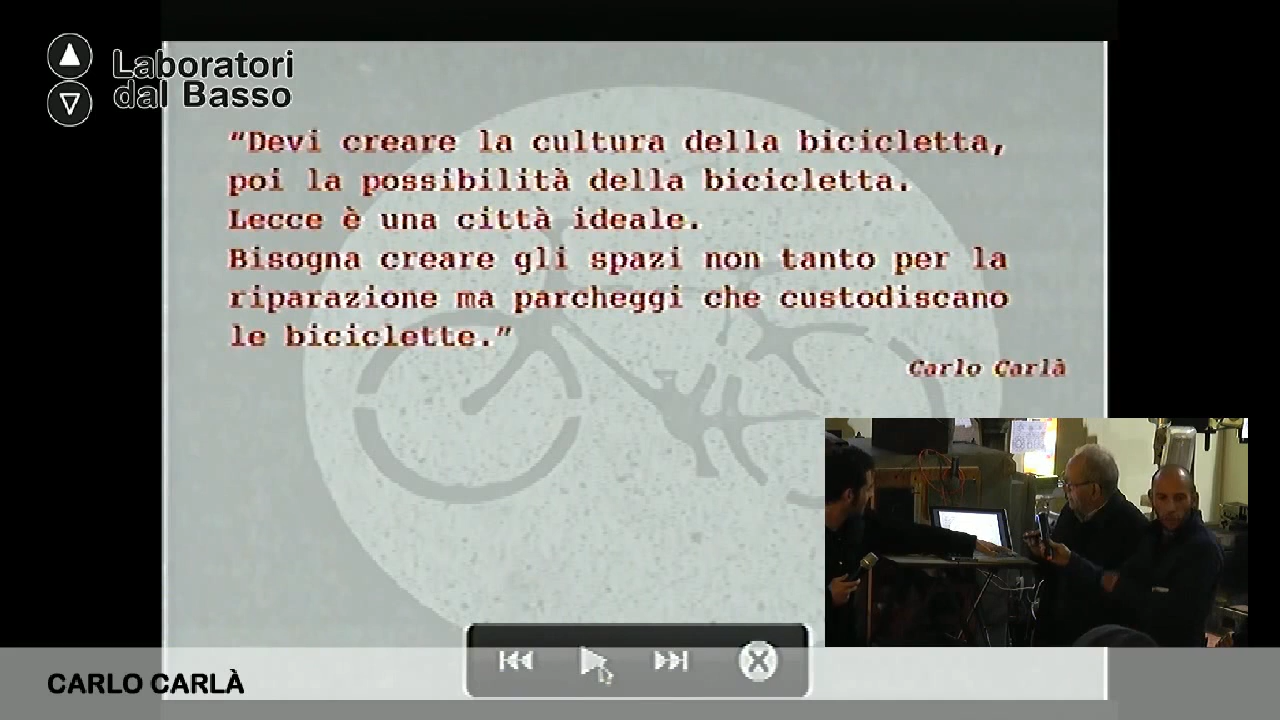 Laboratori
dal Basso
"Devi creare la cultura della bicicletta,
poi la possibilità della bicicletta.
Lecce è una città ideale.
Bisogna creare gli spazi non tanto per la
riparazione ma parcheggi che custodiscano
le biciclette."
Carlo Carlà
CARLO CARLÀ